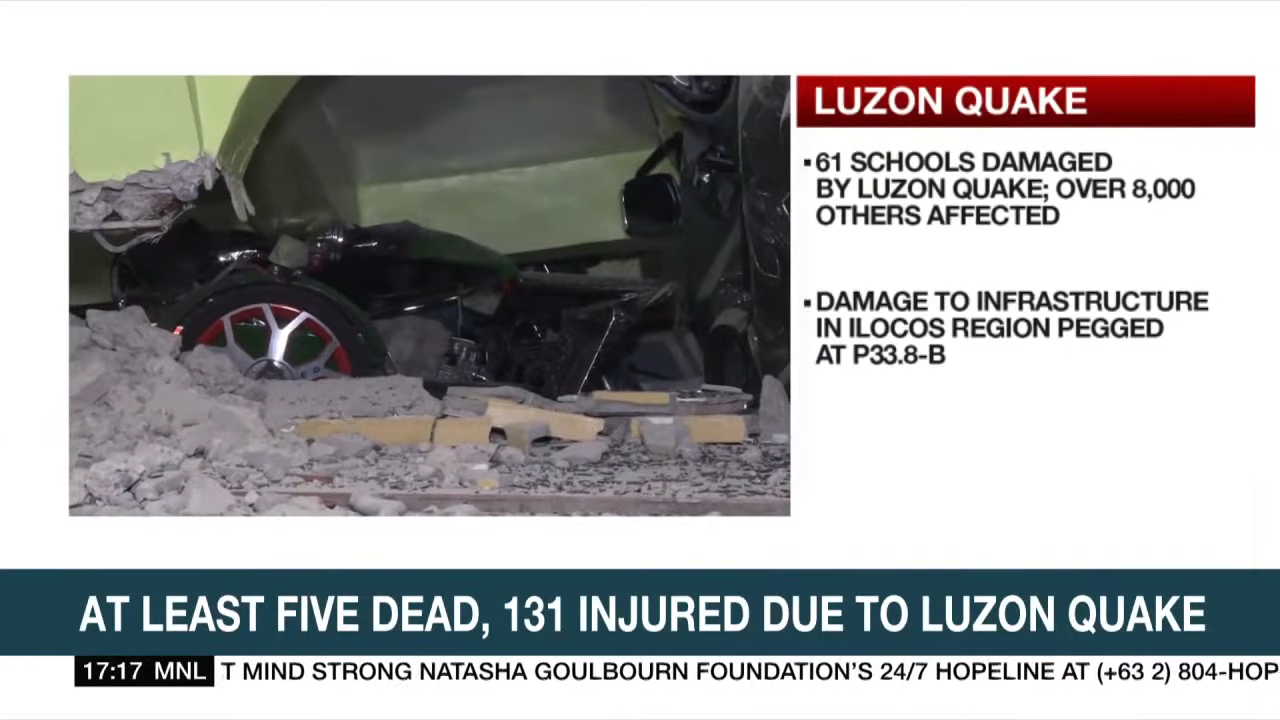 LUZON QUAKE
▪61 SCHOOLS DAMAGED
BY LUZON QUAKE; OVER 8,000
OTHERS AFFECTED
▪DAMAGE TO INFRASTRUCTURE
IN ILOCOS REGION PEGGED
AT P33.8-B
AT LEAST FIVE DEAD, 131 INJURED DUE TO LUZON QUAKE
17:17 MNL T MIND STRONG NATASHA GOULBOURN FOUNDATION'S 24/7 HOPELINE AT (+63 2) 804-HOP